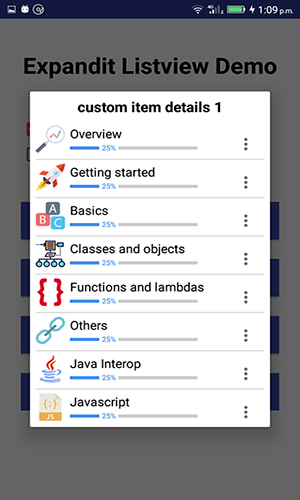 1:09 p.m.
Expandit Listview Demo
custom item details 1
Overview
25%
Getting started
25%
A
B C
Basics
25%
Classes and objects
25%
Functions and lambdas
25%
Others
25%
Java Interop
25%
Javascript
JS
25%